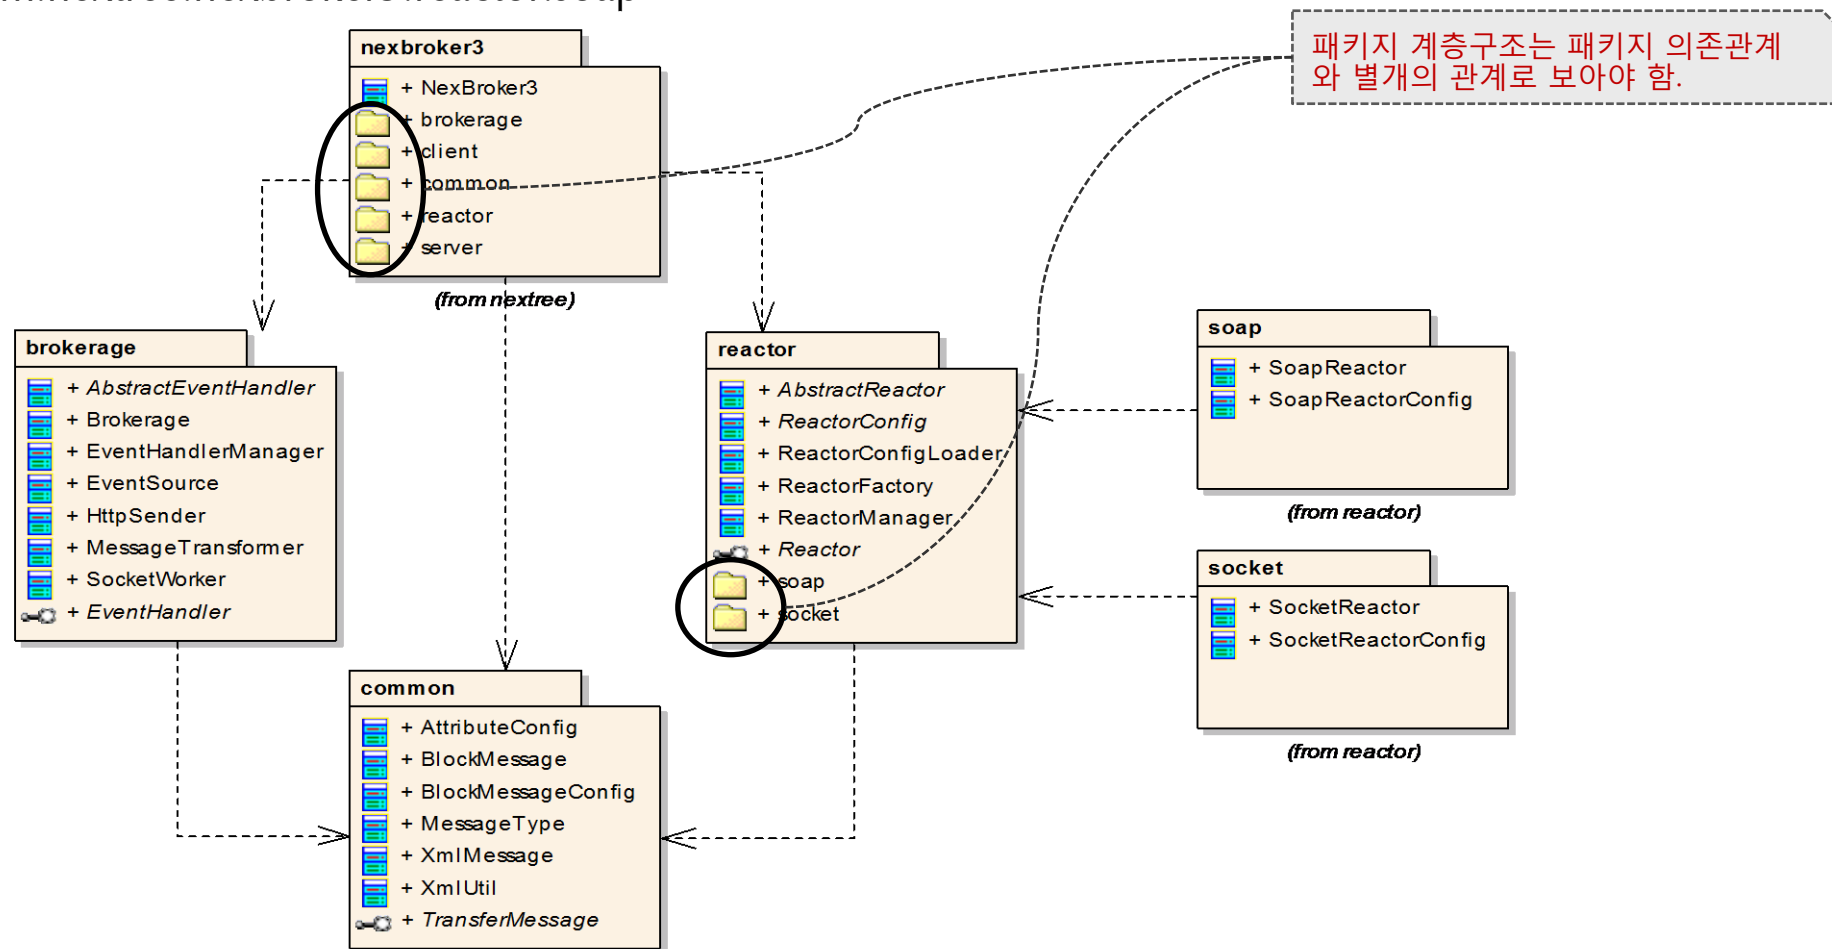 패키지 계층구조는 패키지 의존관계
와 별개의 관계로 보아야 함.
nexbroker3
+ NexBroker3
+ brokerage
+ client
+ common
+ reactor
+ server
(from nextree)
brokerage
+ AbstractEventHandler
+ Brokerage
+ EventHandlerManager
+ EventSource
+ HttpSender
+ MessageTransformer
+ SocketWorker
+ EventHandler
reactor
+ AbstractReactor
+ ReactorConfig
+ ReactorConfigLoader
+ ReactorFactory
+ ReactorManager
+ Reactor
+ soap
+ socket
soap
+ SoapReactor
+ SoapReactorConfig
(from reactor)
socket
+ SocketReactor
+ SocketReactorConfig
(from reactor)
common
+ AttributeConfig
+ BlockMessage
+ BlockMessageConfig
+ MessageType
+ XmlMessage
+ XmlUtil
+ TransferMessage